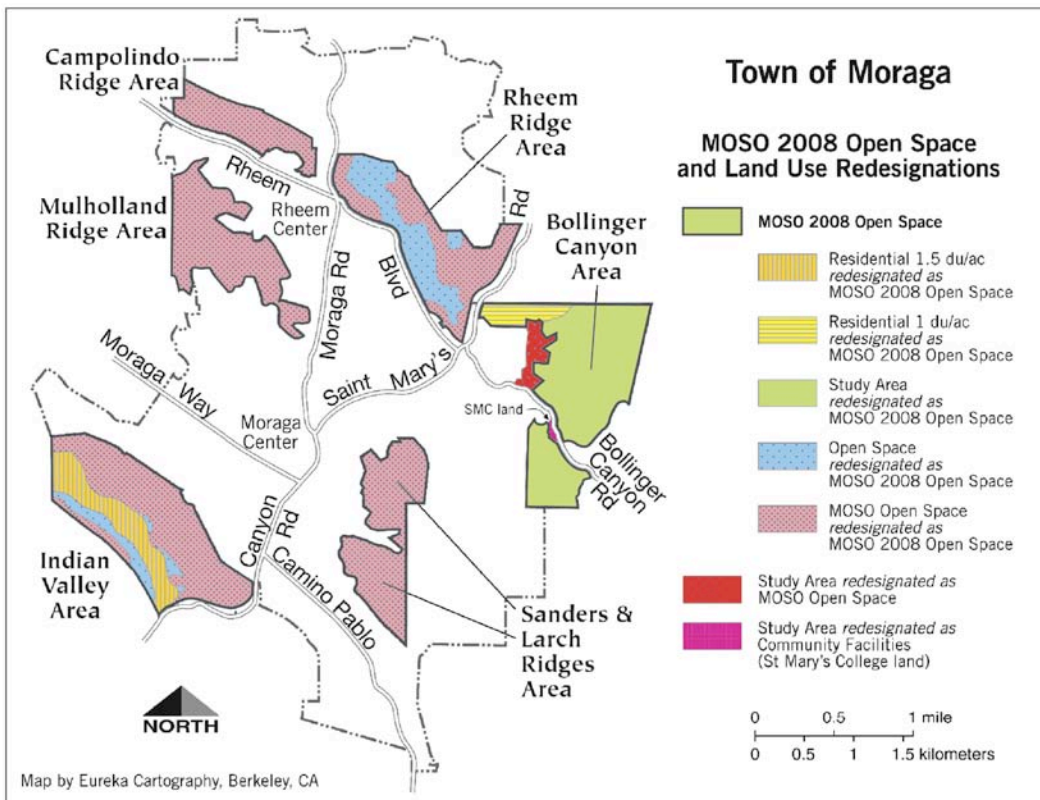 Campolindo
Ridge Area
Rheem
Ridge
Area
Mulholland
Ridge Area
Rheem
Rheem
Center
Blvd
Moraga Rd
Rd
Saint Mary's
Bollinger
Canyon
Area
Moraga
Way
Moraga
Center
SMC land
Bollinger
Canyon
Rd
Canyon
Rd
Camino Pablo
Indian
Valley
Area
Sanders &
Larch
Ridges
Area
NORTH
Map by Eureka Cartography, Berkeley, CA
Town of Moraga
MOSO 2008 Open Space
and Land Use Redesignations
MOSO 2008 Open Space
Residential 1.5 du/ac
redesignated as
MOSO 2008 Open Space
Residential 1 du/ac
redesignated as
MOSO 2008 Open Space
Study Area
redesignated as
MOSO 2008 Open Space
Open Space
redesignated as
MOSO 2008 Open Space
MOSO Open Space
redesignated as
MOSO 2008 Open Space
Study Area redesignated as
MOSO Open Space
Study Area redesignated as
Community Facilities
(St Mary's College land)
0 0.5 1 mile
0 0.5 1 1.5 kilometers